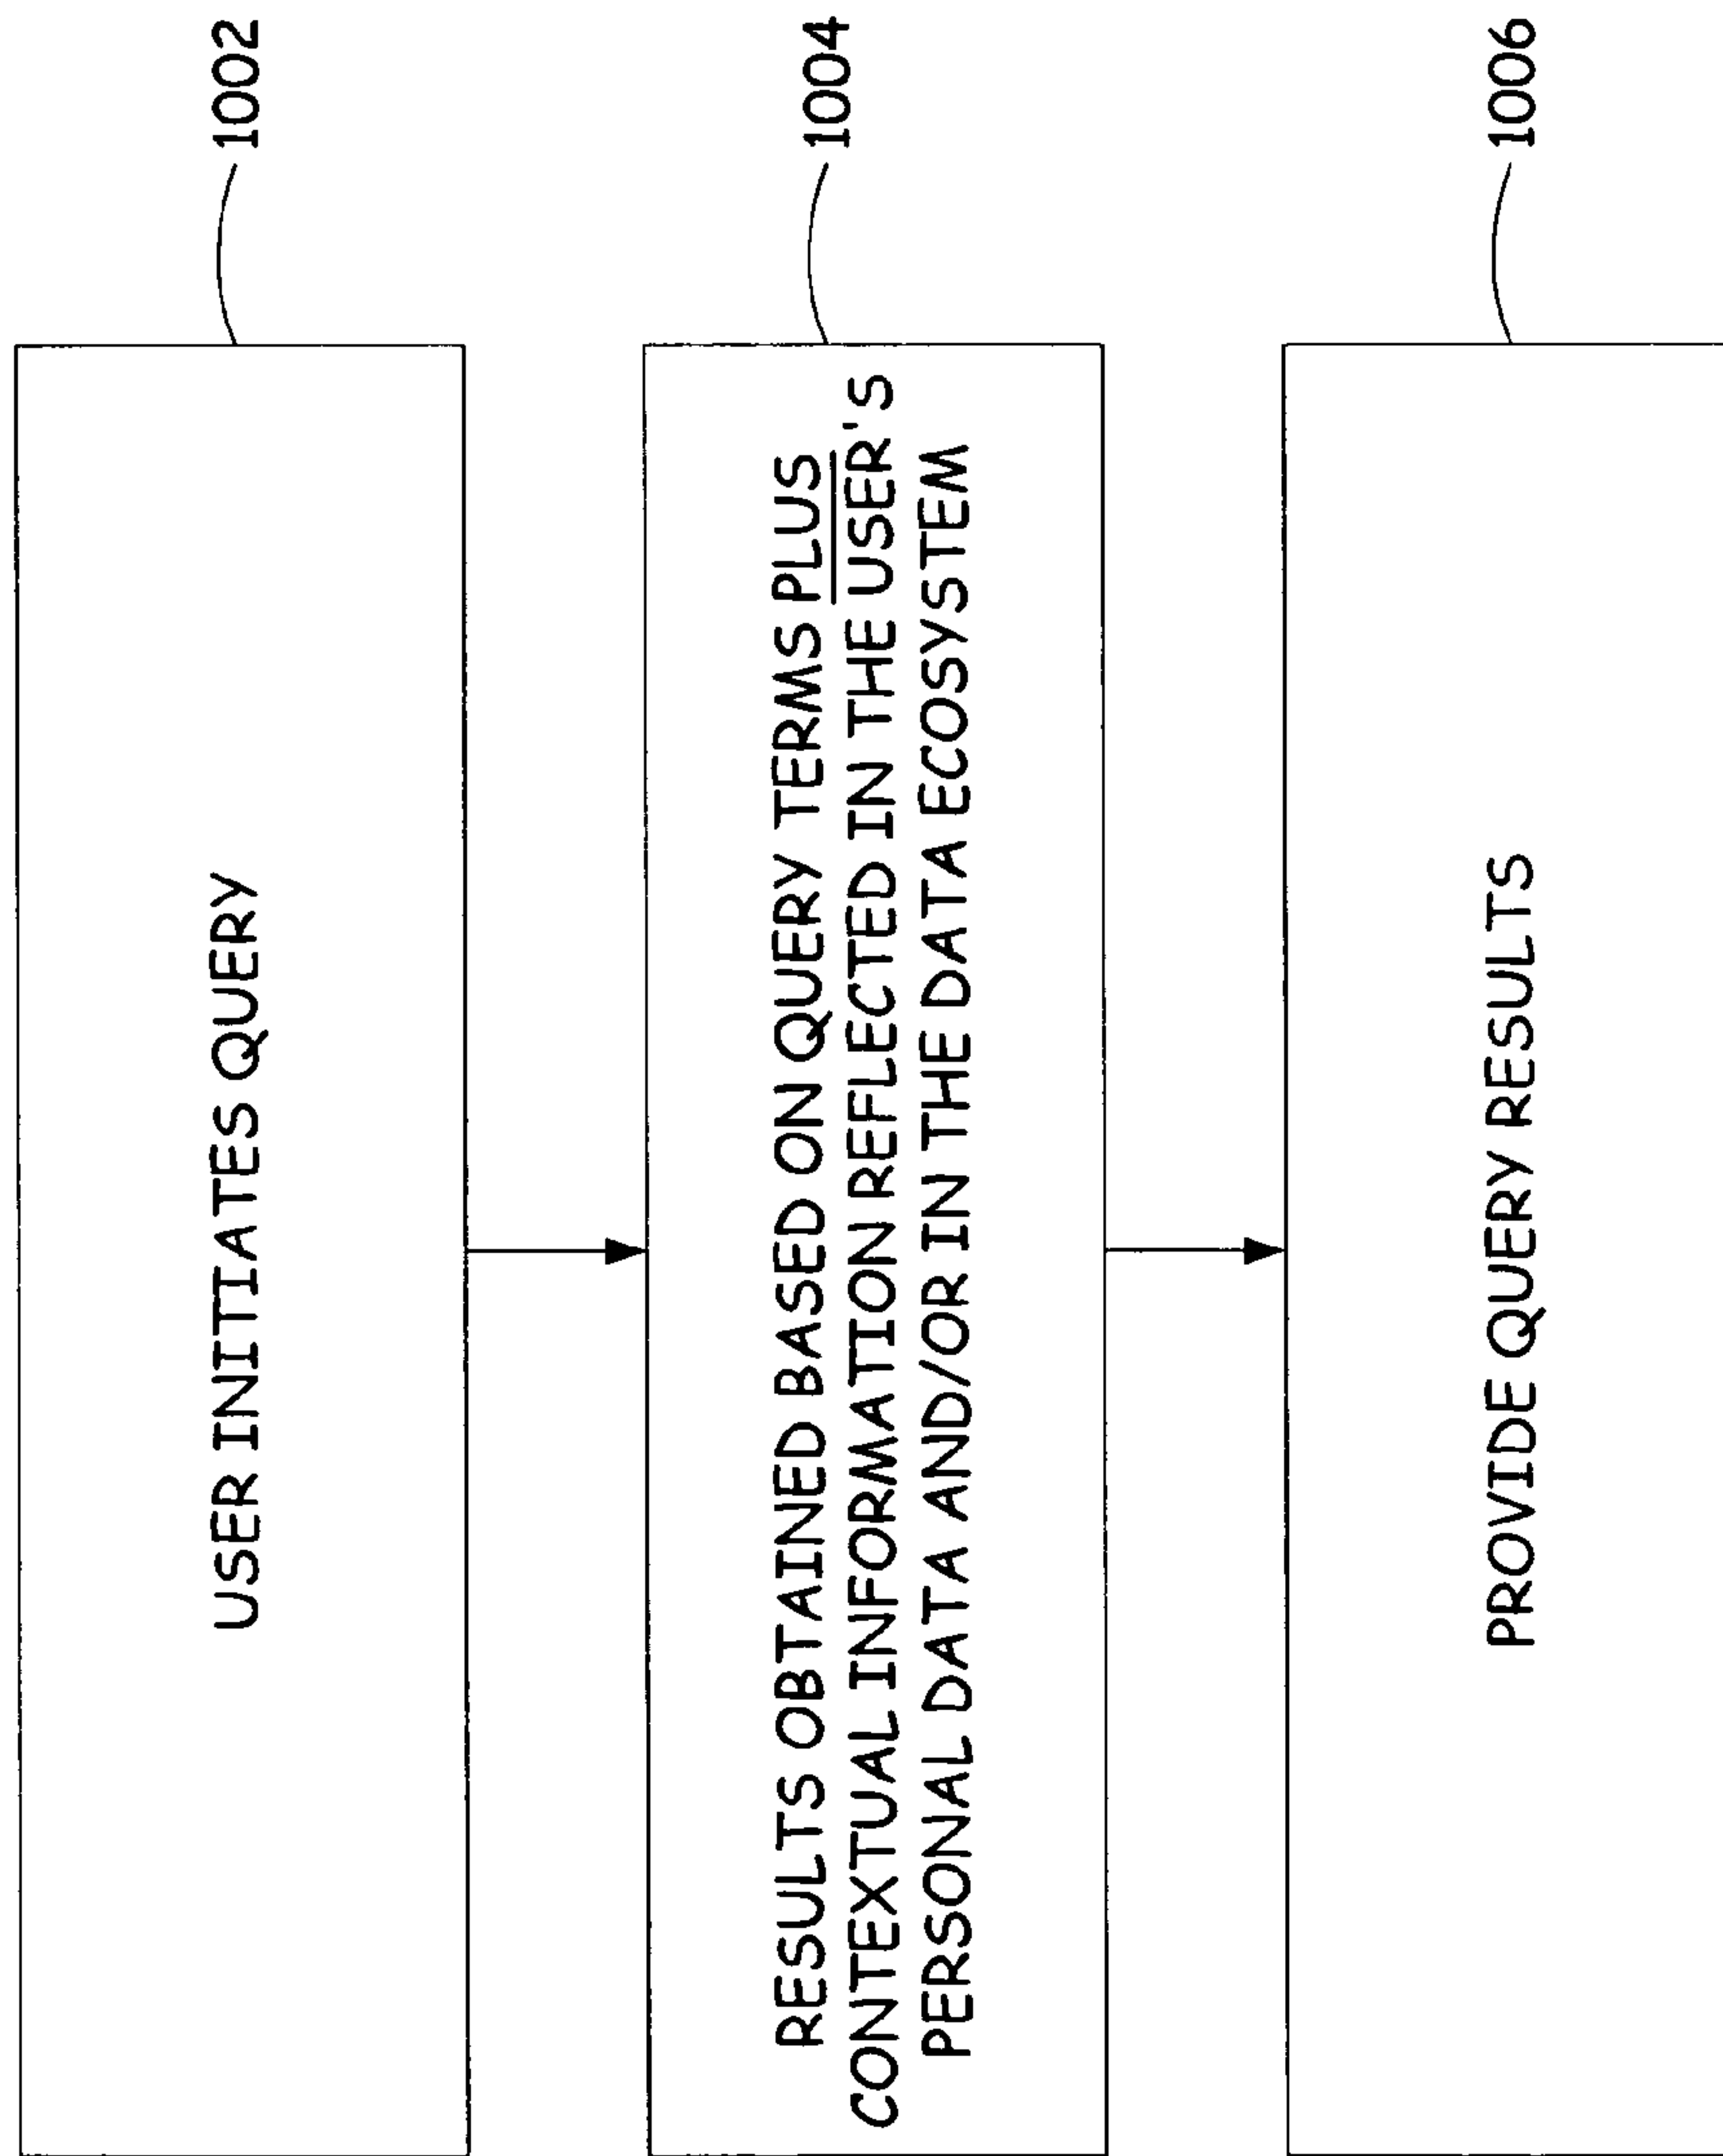 USER INITIATES QUERY
1002
RESULTS OBTAINED BASED ON QUERY TERMS PLUS
CONTEXTUAL INFORMATION REFLECTED IN THE USER'S
PERSONAL DATA AND/OR IN THE DATA ECOSYSTEM
1004
PROVIDE QUERY RESULTS
1006